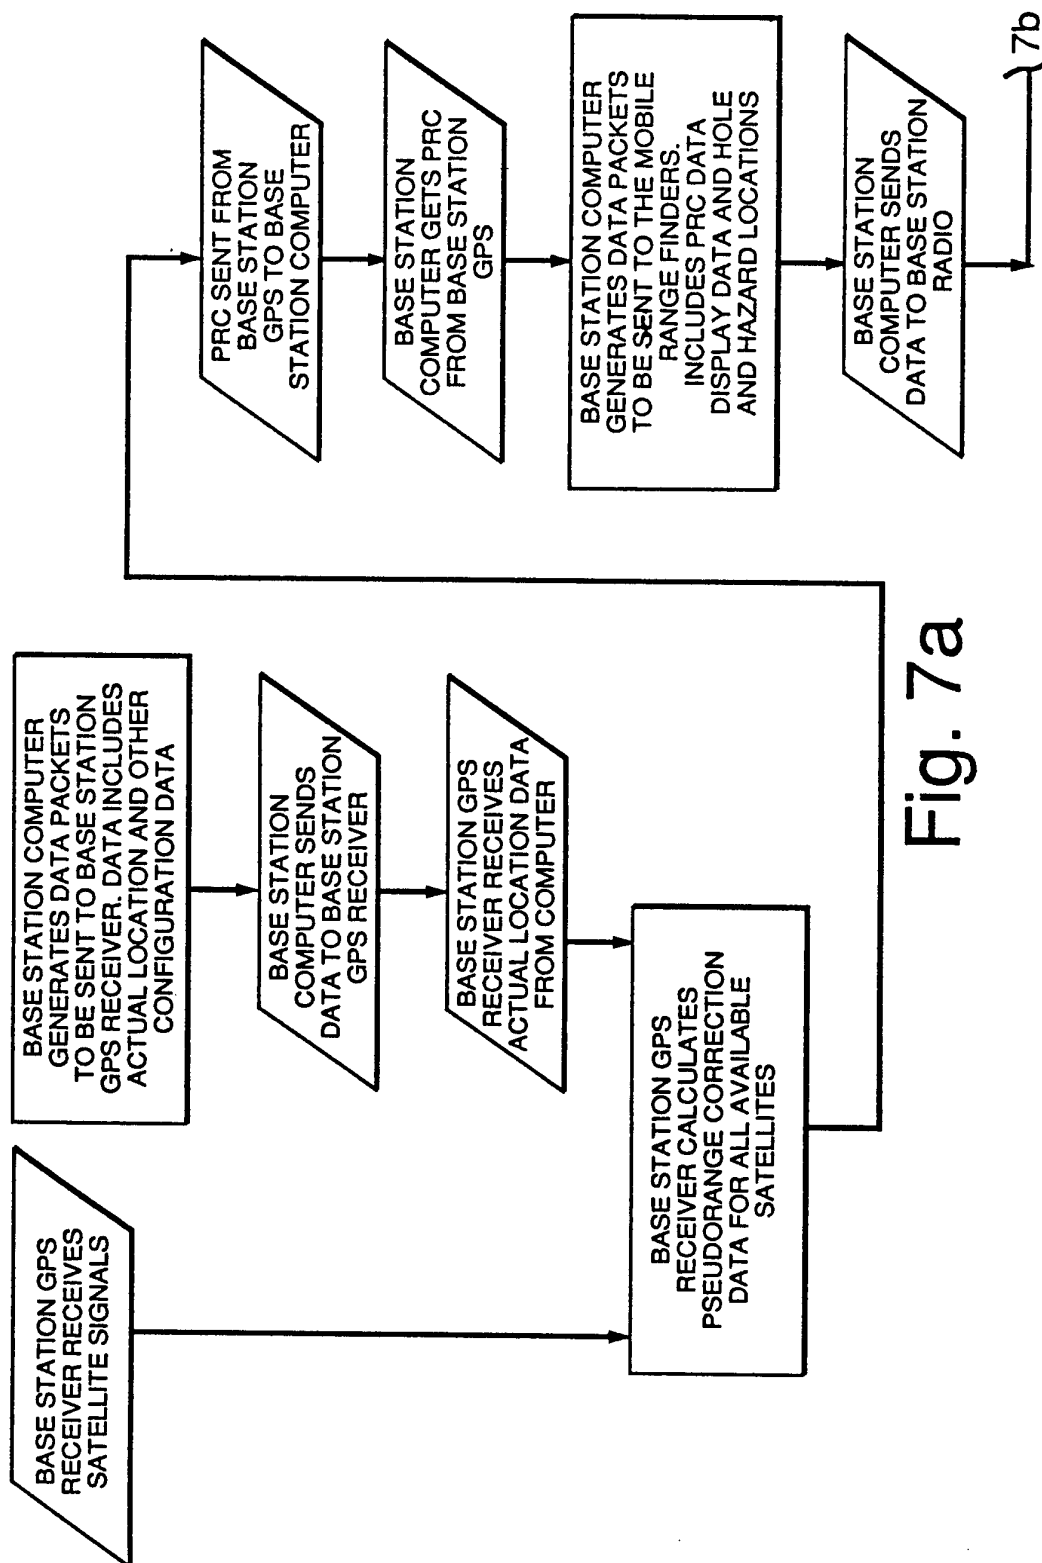 BASE STATION GPS
RECEIVER RECEIVES
SATELLITE SIGNALS
BASE STATION COMPUTER
GENERATES DATA PACKETS
TO BE SENT TO BASE STATION
GPS RECEIVER. DATA INCLUDES
ACTUAL LOCATION AND OTHER
CONFIGURATION DATA
BASE STATION
COMPUTER SENDS
DATA TO BASE STATION
GPS RECEIVER
BASE STATION GPS
RECEIVER RECEIVES
ACTUAL LOCATION DATA
FROM COMPUTER
BASE STATION GPS
RECEIVER CALCULATES
PSEUDORANGE CORRECTION
DATA FOR ALL AVAILABLE
SATELLITES
PRC SENT FROM
BASE STATION
GPS TO BASE
STATION COMPUTER
BASE STATION
COMPUTER GETS PRC
FROM BASE STATION
GPS
BASE STATION COMPUTER
GENERATES DATA PACKETS
TO BE SENT TO THE MOBILE
RANGE FINDERS.
INCLUDES PRC DATA
DISPLAY DATA AND HOLE
AND HAZARD LOCATIONS
BASE STATION
COMPUTER SENDS
DATA TO BASE STATION
RADIO
7b
Fig. 7a